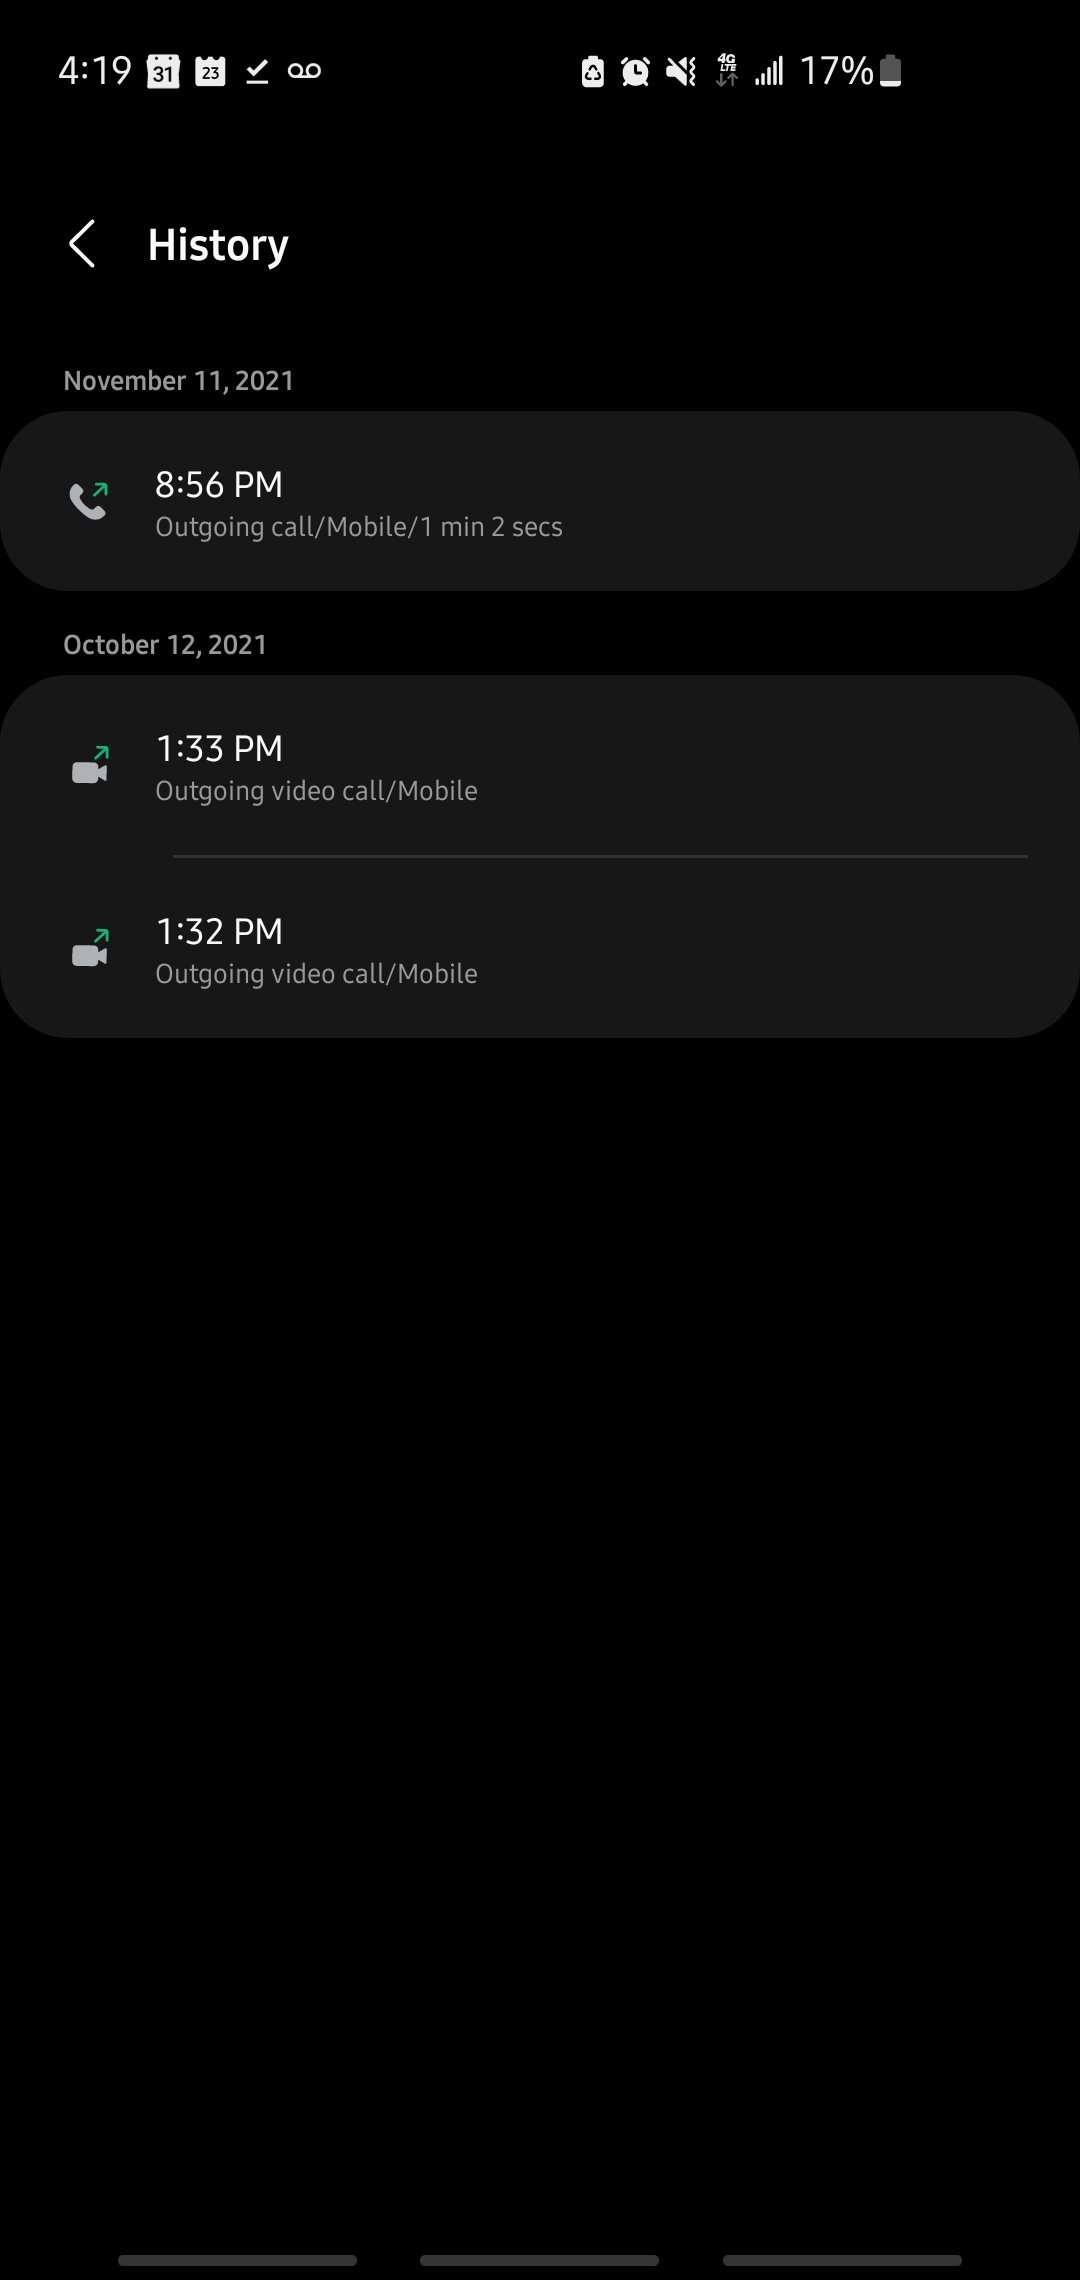 4:19 31 23 4G LTE 17%
History
November 11, 2021
8:56 PM
Outgoing call/Mobile/1 min 2 secs
October 12, 2021
1:33 PM
Outgoing video call/Mobile
1:32 PM
Outgoing video call/Mobile